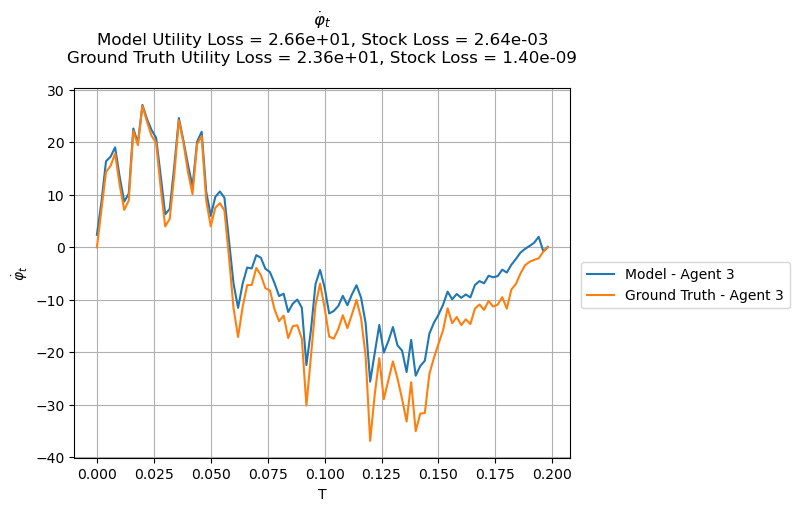 φ̇ₜ
Model Utility Loss = 2.66e+01, Stock Loss = 2.64e-03
Ground Truth Utility Loss = 2.36e+01, Stock Loss = 1.40e-09
φ̇ₜ
30
20
10
0
−10
−20
−30
−40
0.000
0.025
0.050
0.075
0.100
0.125
0.150
0.175
0.200
T
Model - Agent 3
Ground Truth - Agent 3